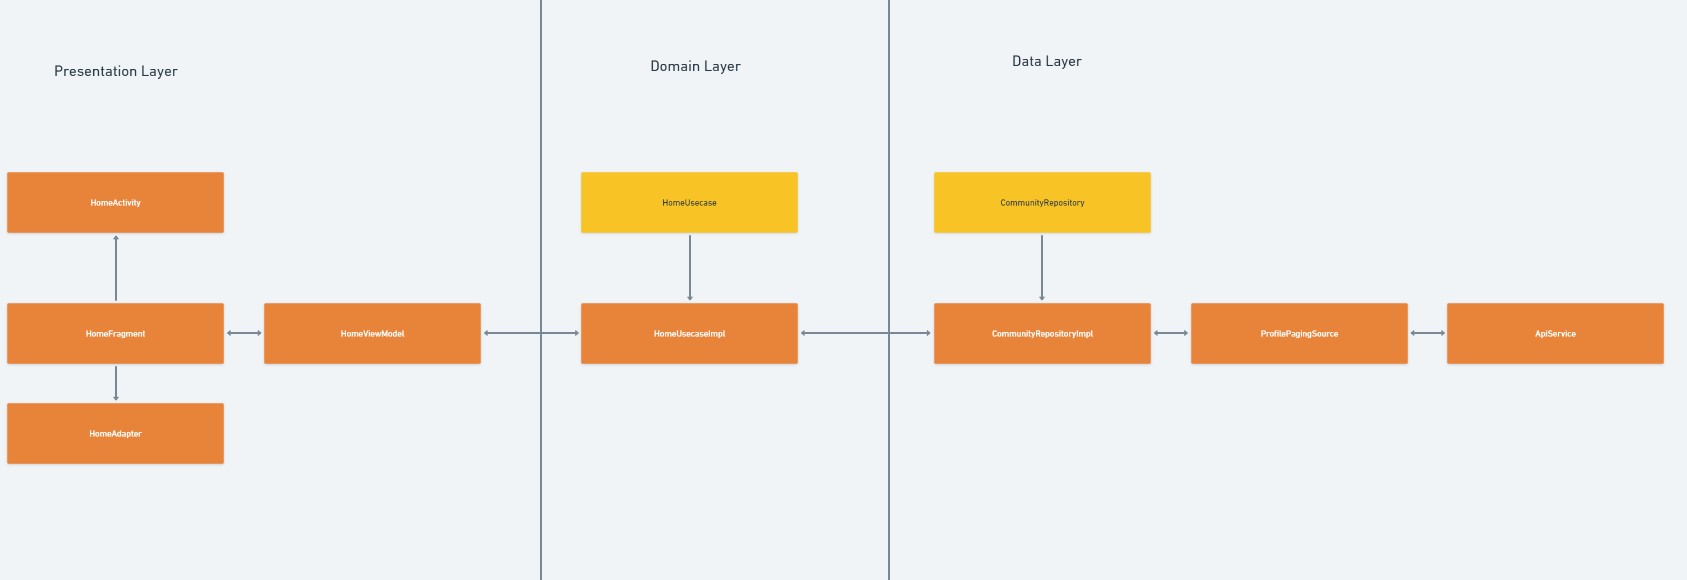 Presentation Layer
Domain Layer
Data Layer
HomeActivity
HomeUsecase
CommunityRepository
HomeFragment
HomeViewModel
HomeUsecaseImpl
CommunityRepositoryImpl
ProfilePagingSource
ApiService
HomeAdapter